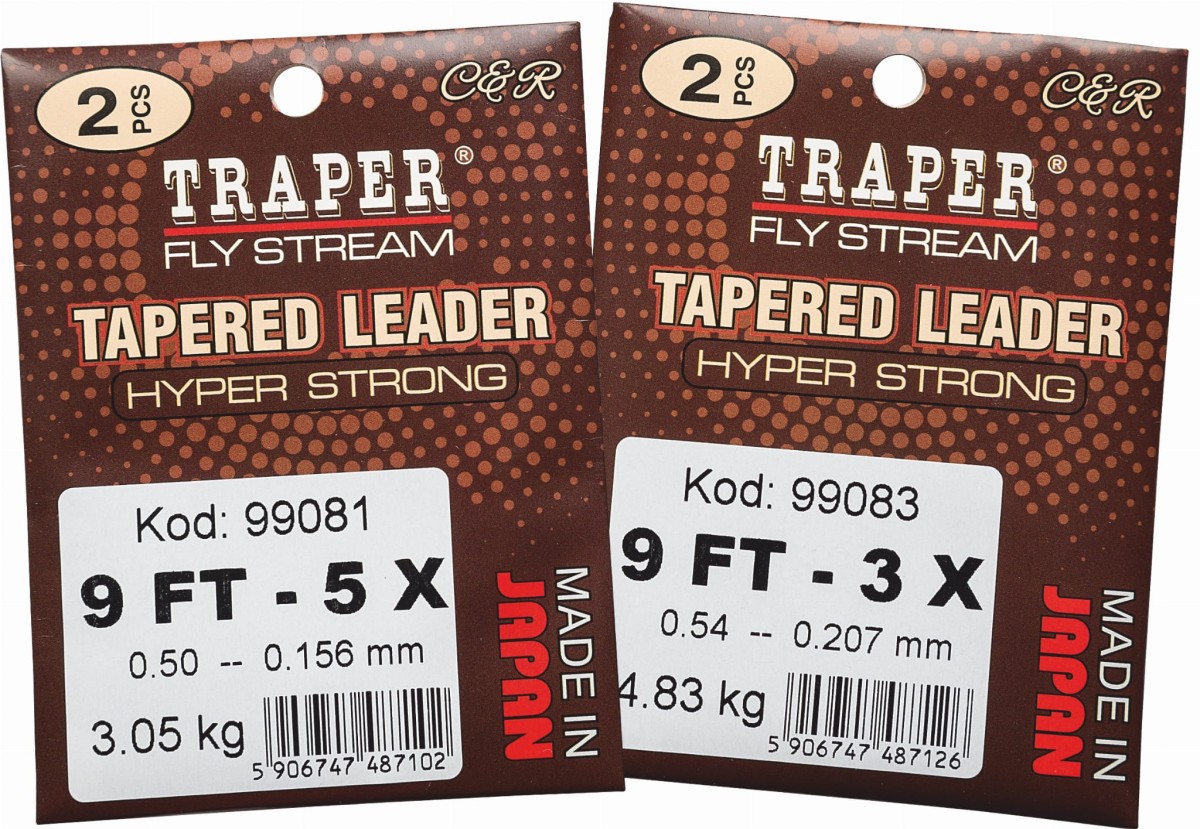 2 PCS
C&R
TRAPER®
FLY STREAM
TAPERED LEADER
HYPER STRONG
Kod: 99081
9 FT - 5 X
0.50 -- 0.156 mm
3.05 kg
5 906747 487102
MADE IN
JAPAN
2 PCS
C&R
TRAPER®
FLY STREAM
TAPERED LEADER
HYPER STRONG
Kod: 99083
9 FT - 3 X
0.54 -- 0.207 mm
4.83 kg
5 906747 487126
MADE IN
JAPAN